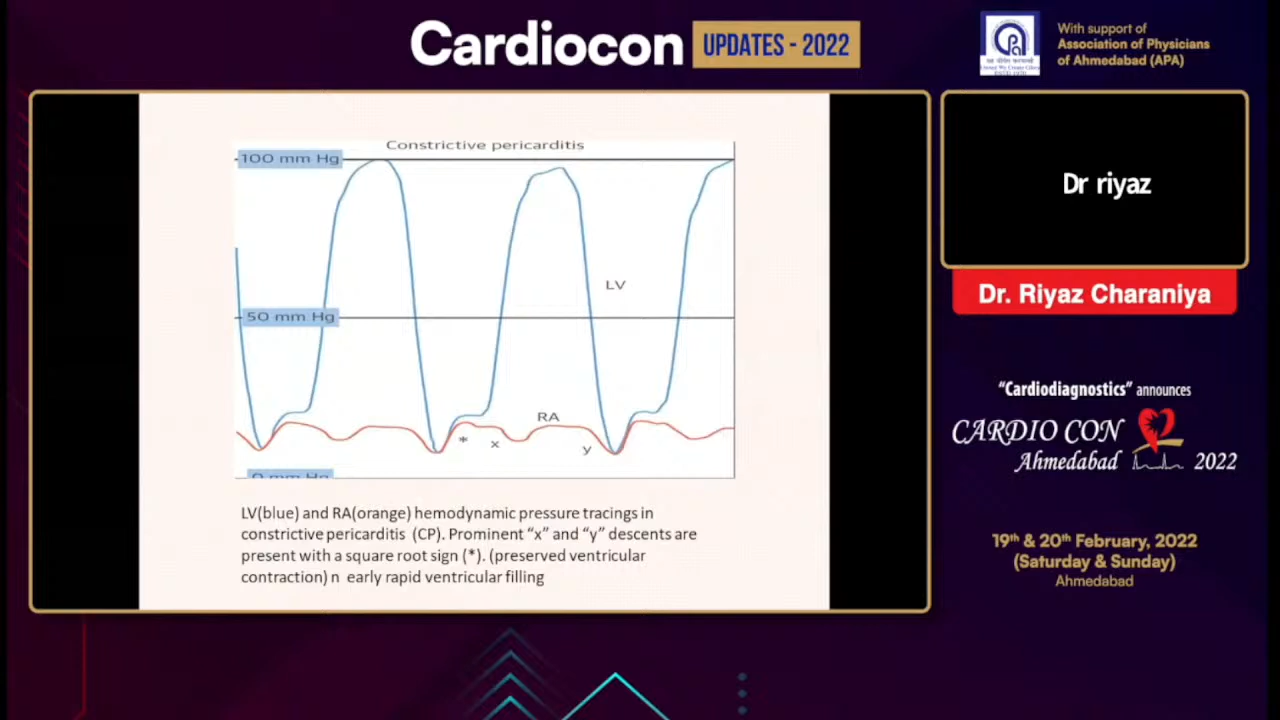 Cardiocon UPDATES - 2022
With support of
Association of Physicians
of Ahmedabad (APA)
Constrictive pericarditis
100 mm Hg
LV
50 mm Hg
RA
* x y
0 mm Hg
LV(blue) and RA(orange) hemodynamic pressure tracings in
constrictive pericarditis (CP). Prominent “x” and “y” descents are
present with a square root sign (*). (preserved ventricular
contraction) n early rapid ventricular filling
Dr riyaz
Dr. Riyaz Charaniya
“Cardiodiagnostics” announces
CARDIO CON
Ahmedabad 2022
19th & 20th February, 2022
(Saturday & Sunday)
Ahmedabad